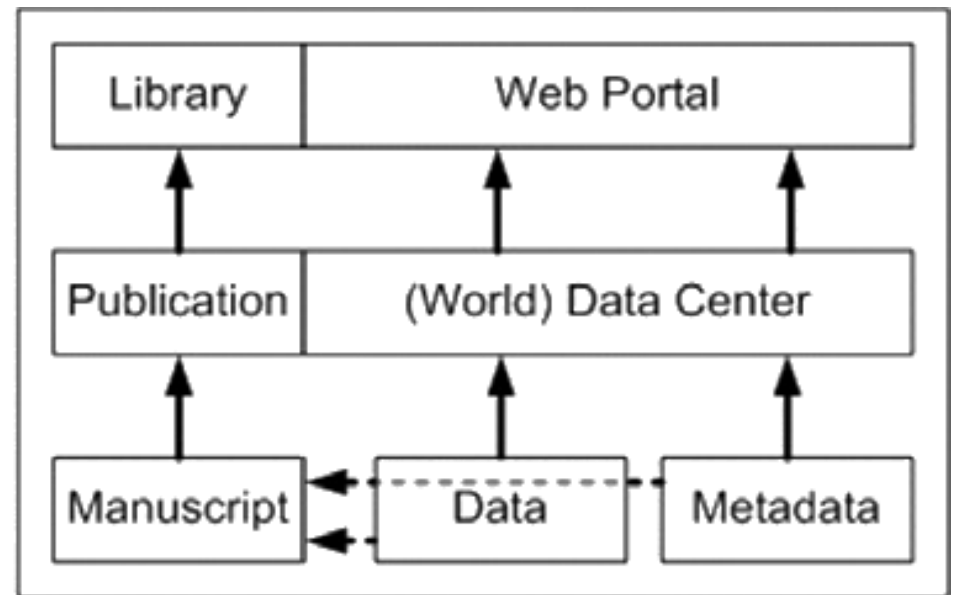 Library
Web Portal
Publication
(World) Data Center
Manuscript
Data
Metadata